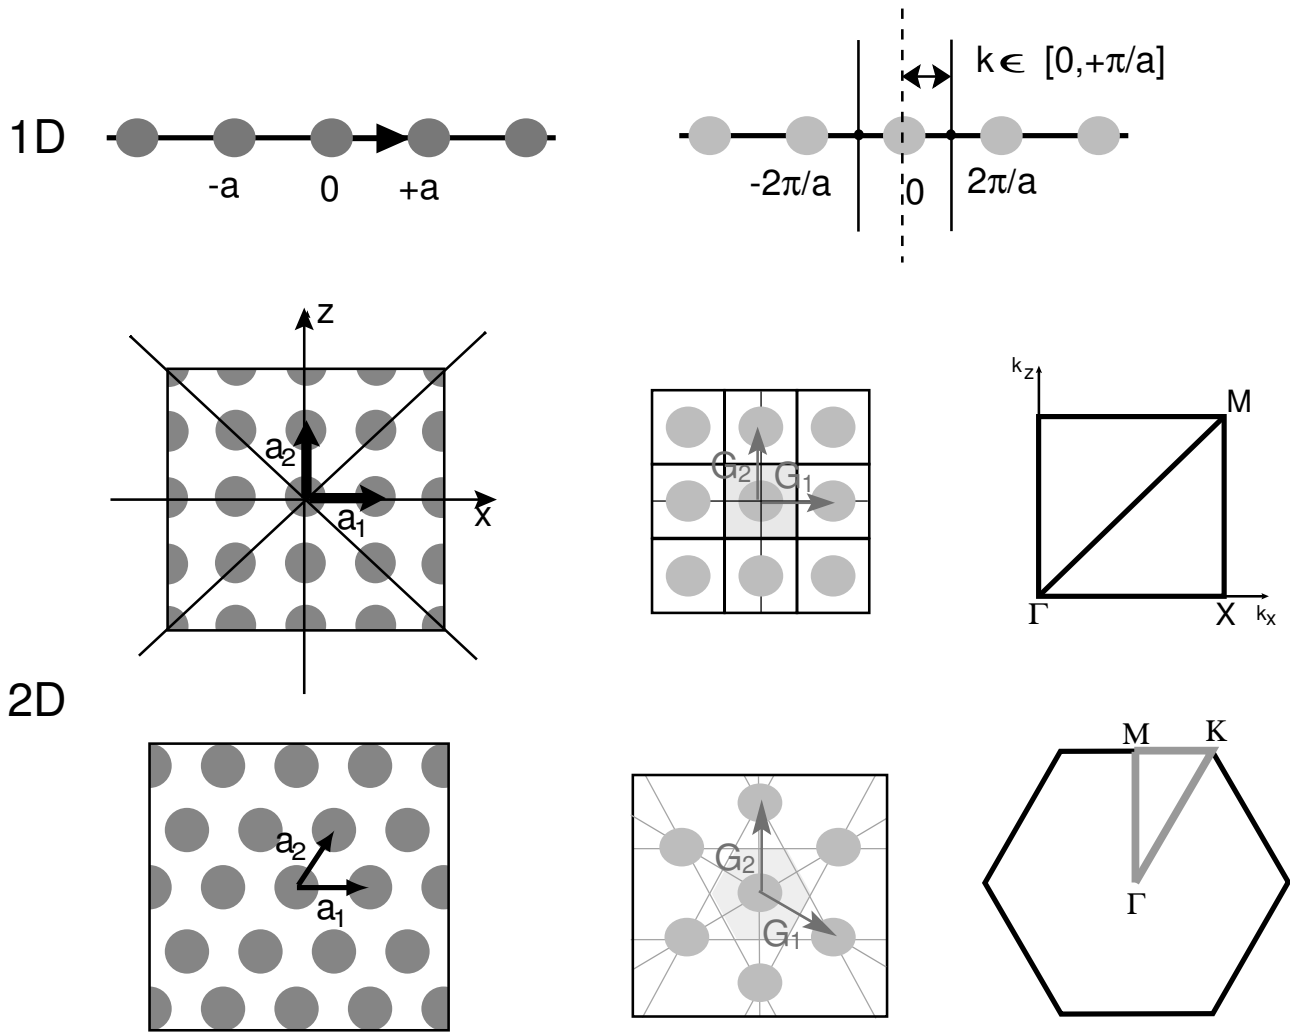 1D
-a 0 +a
k ϵ [0,+π/a]
-2π/a 0 2π/a
2D
z
x
a2
a1
G2 G1
kz
M
Γ X kx
a2
a1
G2
G1
M K
Γ